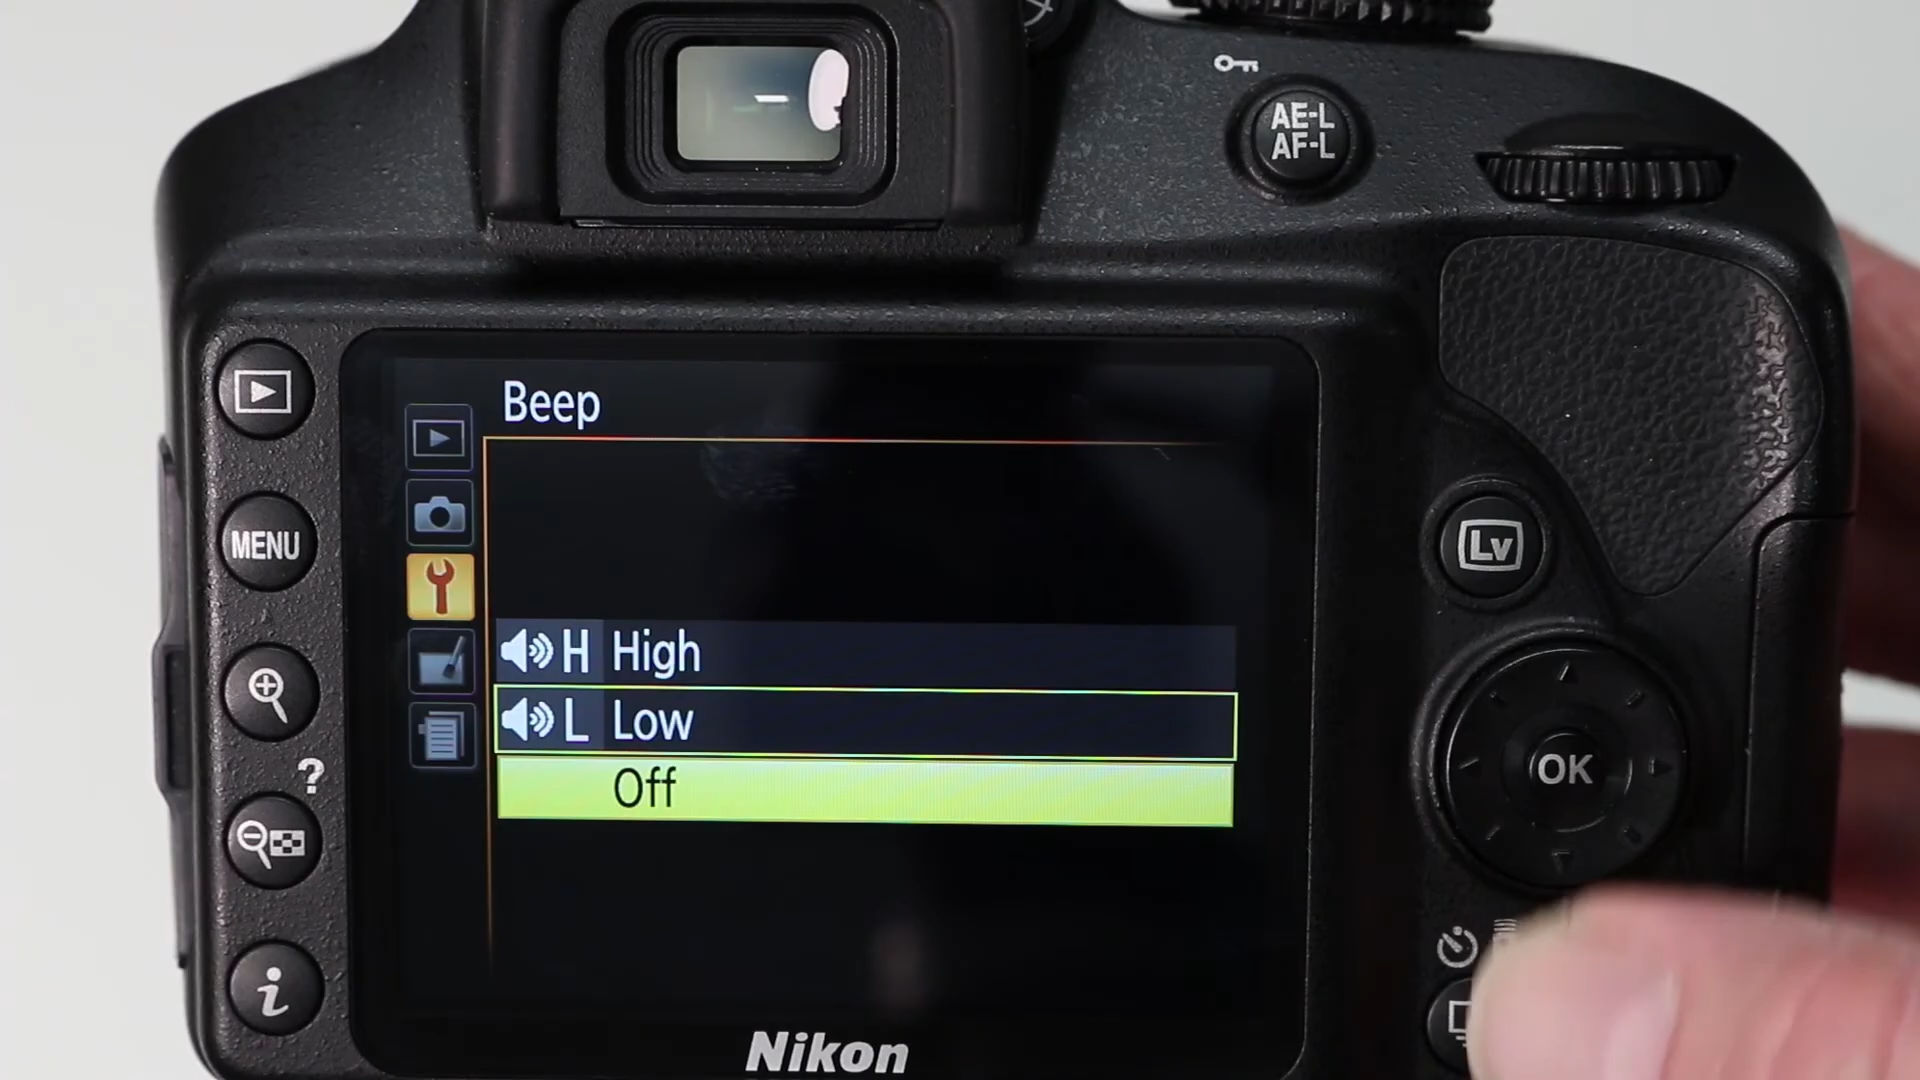 AE-L
AF-L
Beep
MENU
H High
L Low
Off
Lv
OK
?
i
Nikon